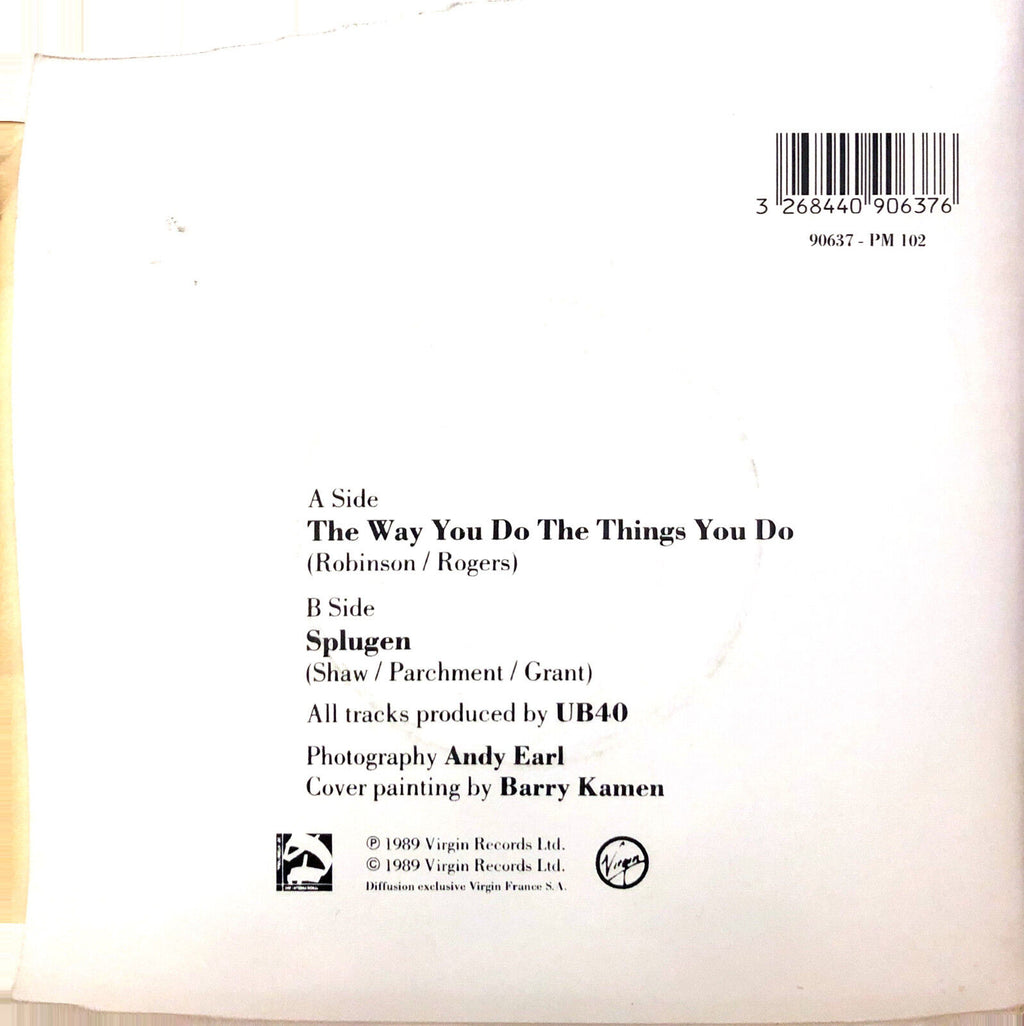 3 268440 906376
90637 - PM 102
A Side
The Way You Do The Things You Do
(Robinson / Rogers)
B Side
Splugen
(Shaw / Parchment / Grant)
All tracks produced by UB40
Photography Andy Earl
Cover painting by Barry Kamen
℗ 1989 Virgin Records Ltd.
© 1989 Virgin Records Ltd.
Diffusion exclusive Virgin France S. A.
Virgin